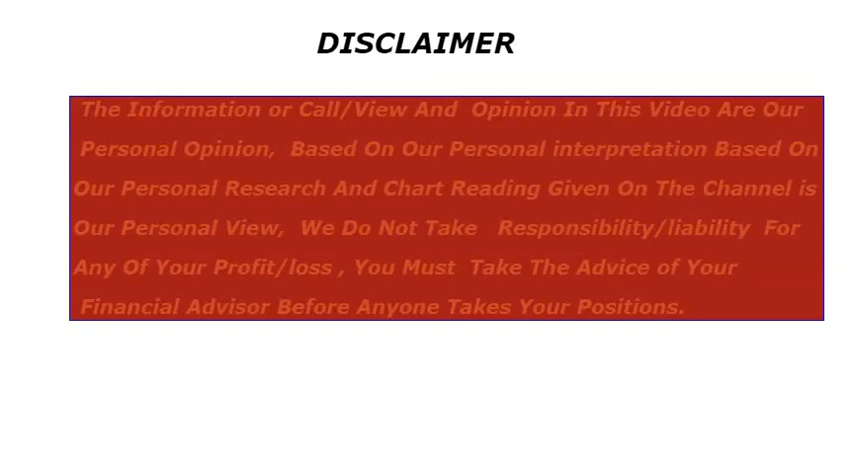 DISCLAIMER
The Information or Call/View And Opinion In This Video Are Our
Personal Opinion, Based On Our Personal interpretation Based On
Our Personal Research And Chart Reading Given On The Channel is
Our Personal View, We Do Not Take Responsibility/liability For
Any Of Your Profit/loss , You Must Take The Advice of Your
Financial Advisor Before Anyone Takes Your Positions.